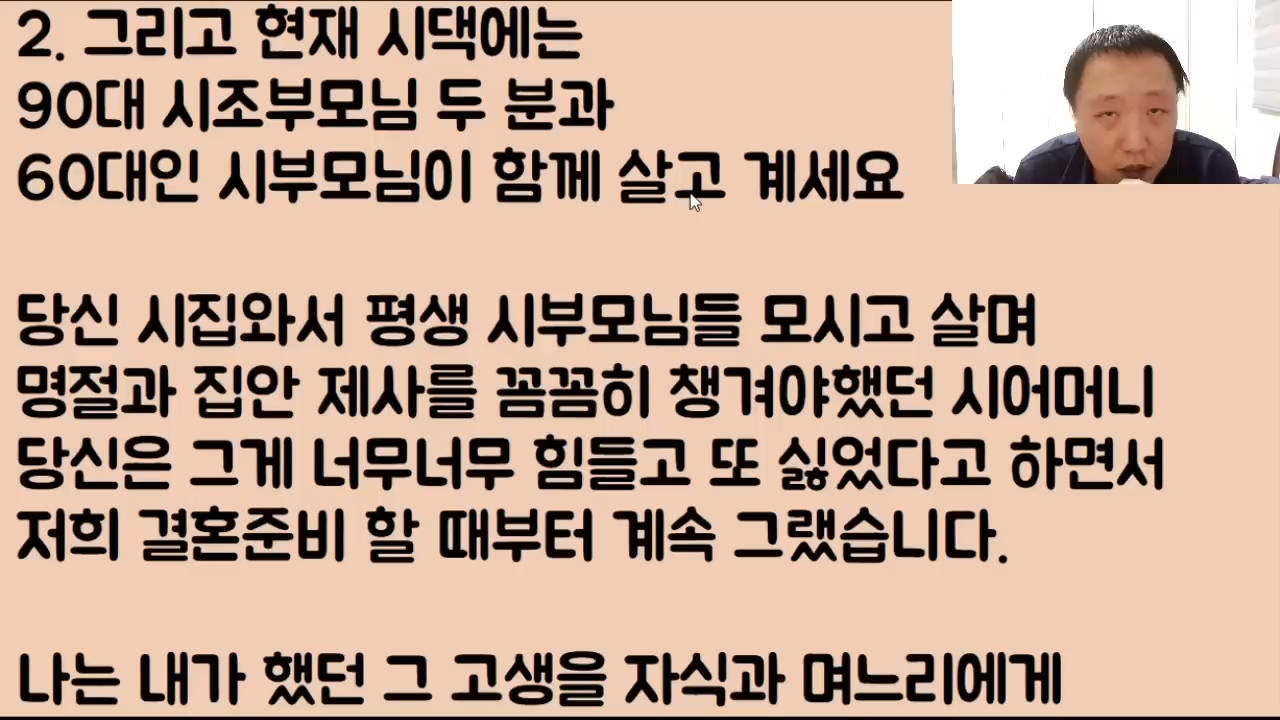 2. 그리고 현재 시댁에는
90대 시조부모님 두 분과
60대인 시부모님이 함께 살고 계세요
당신 시집와서 평생 시부모님들 모시고 살며
명절과 집안 제사를 꼼꼼히 챙겨야했던 시어머니
당신은 그게 너무너무 힘들고 또 싫었다고 하면서
저희 결혼준비 할 때부터 계속 그랬습니다.
나는 내가 했던 그 고생을 자식과 며느리에게